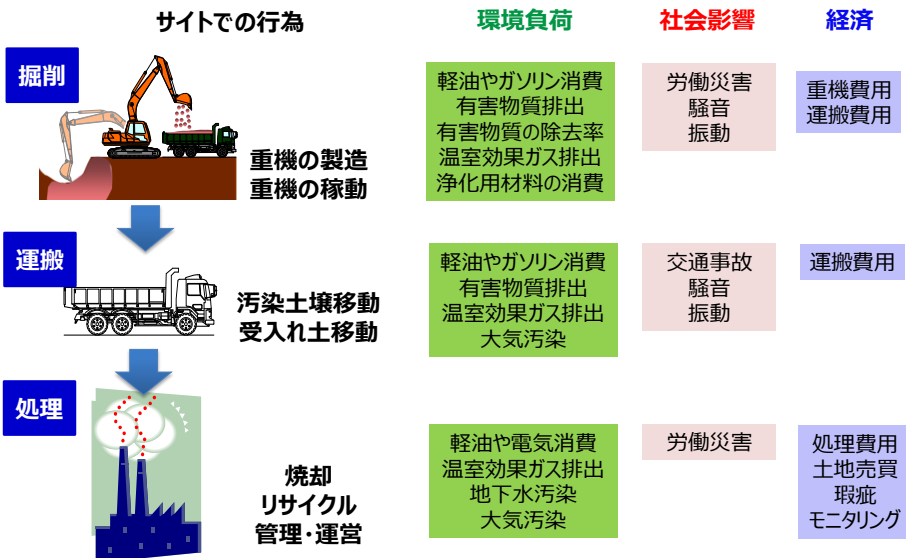 サイトでの行為
環境負荷
社会影響
経済
掘削
重機の製造
重機の稼動
軽油やガソリン消費
有害物質排出
有害物質の除去率
温室効果ガス排出
浄化用材料の消費
労働災害
騒音
振動
重機費用
運搬費用
運搬
汚染土壌移動
受入れ土移動
軽油やガソリン消費
有害物質排出
温室効果ガス排出
大気汚染
交通事故
騒音
振動
運搬費用
処理
焼却
リサイクル
管理・運営
軽油や電気消費
温室効果ガス排出
地下水汚染
大気汚染
労働災害
処理費用
土地売買
瑕疵
モニタリング